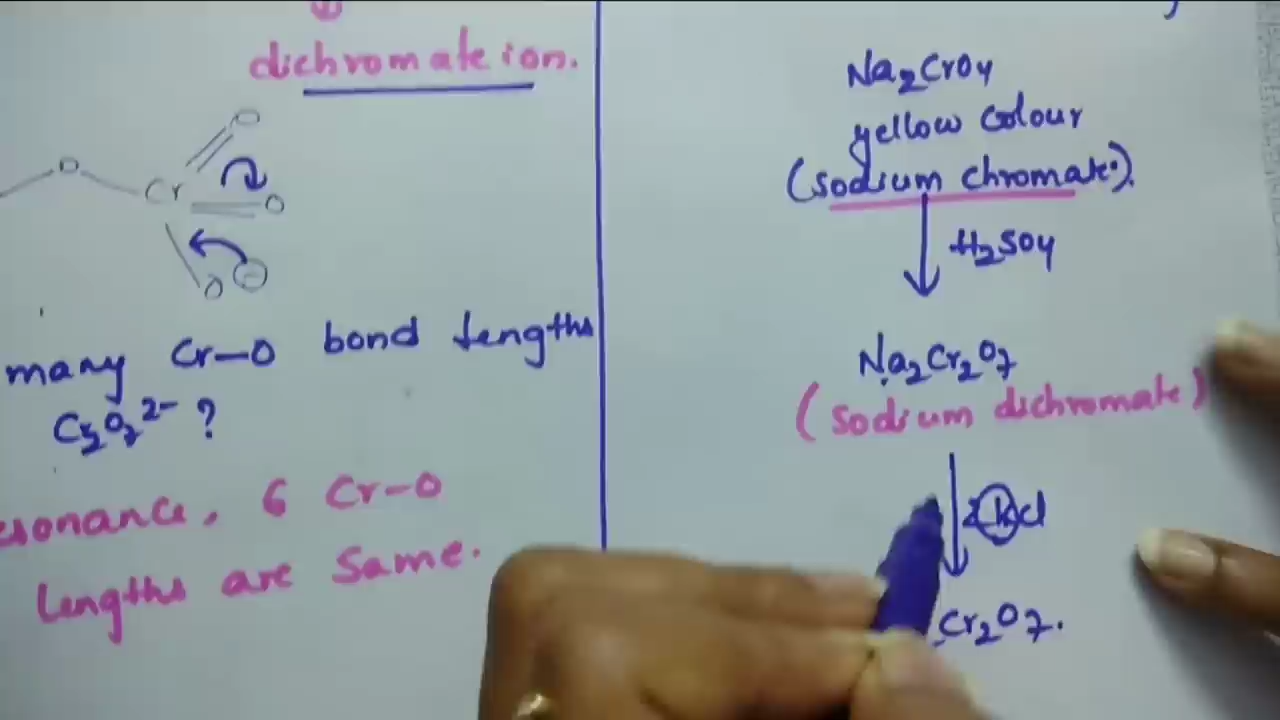 dichromate ion.
O
O
Cr
O
O
many Cr–O bond lengths
Cr2O7 2- ?
esonance, 6 Cr–O
lengths are same.
Na2CrO4
yellow colour
(sodium chromate).
H2SO4
Na2Cr2O7
(sodium dichromate)
2KCl
Cr2O7.